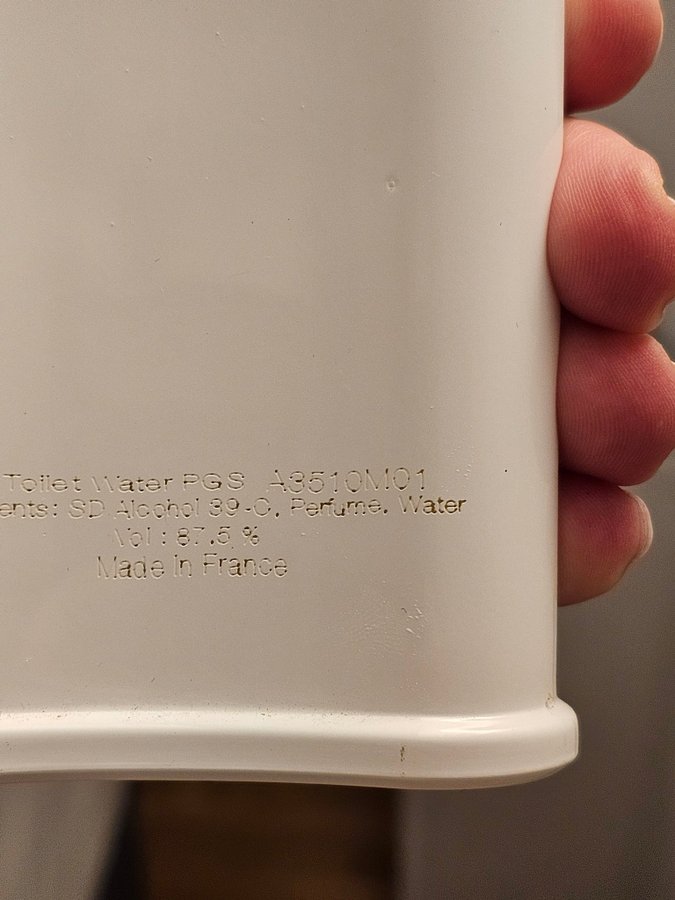 Toilet Water PGS A3510M01
ents: SD Alcohol 39-C, Perfume. Water
Vol : 87.5 %
Made in France